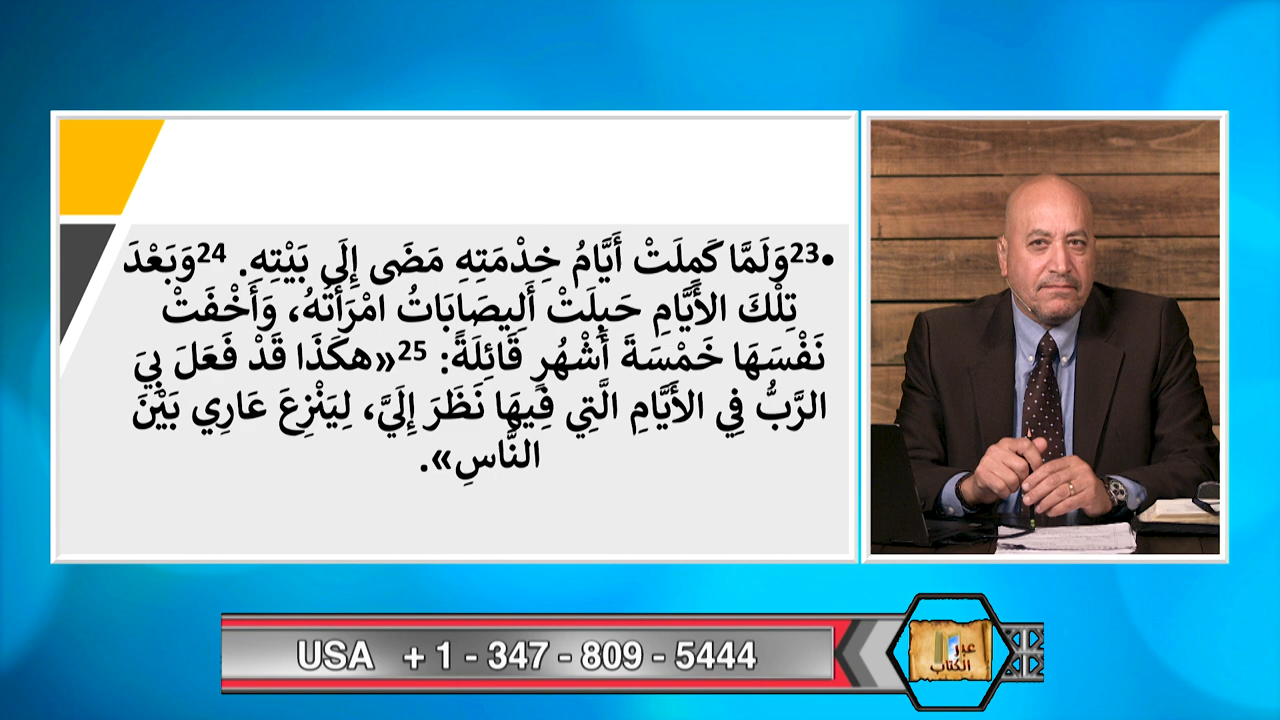 •23وَلَمَّا كَمِلَتْ أَيَّامُ خِدْمَتِهِ مَضَى إِلَى بَيْتِهِ. 24وَبَعْدَ
تِلْكَ الأَيَّامِ حَبِلَتْ أَلِيصَابَاتُ امْرَأَتُهُ، وَأَخْفَتْ
نَفْسَهَا خَمْسَةَ أَشْهُرٍ قَائِلَةً: 25«هكَذَا قَدْ فَعَلَ بِيَ
الرَّبُّ فِي الأَيَّامِ الَّتِي فِيهَا نَظَرَ إِلَيَّ، لِيَنْزِعَ عَارِي بَيْنَ
النَّاسِ».
USA + 1 - 347 - 809 - 5444
عبر
الكتاب